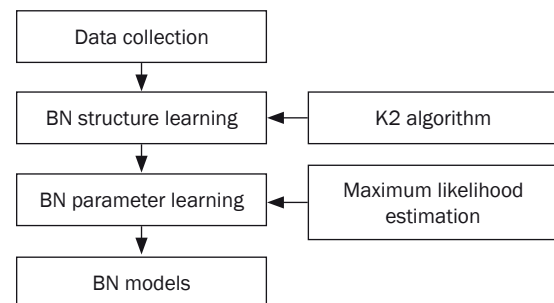 Data collection
BN structure learning
K2 algorithm
BN parameter learning
Maximum likelihood
estimation
BN models